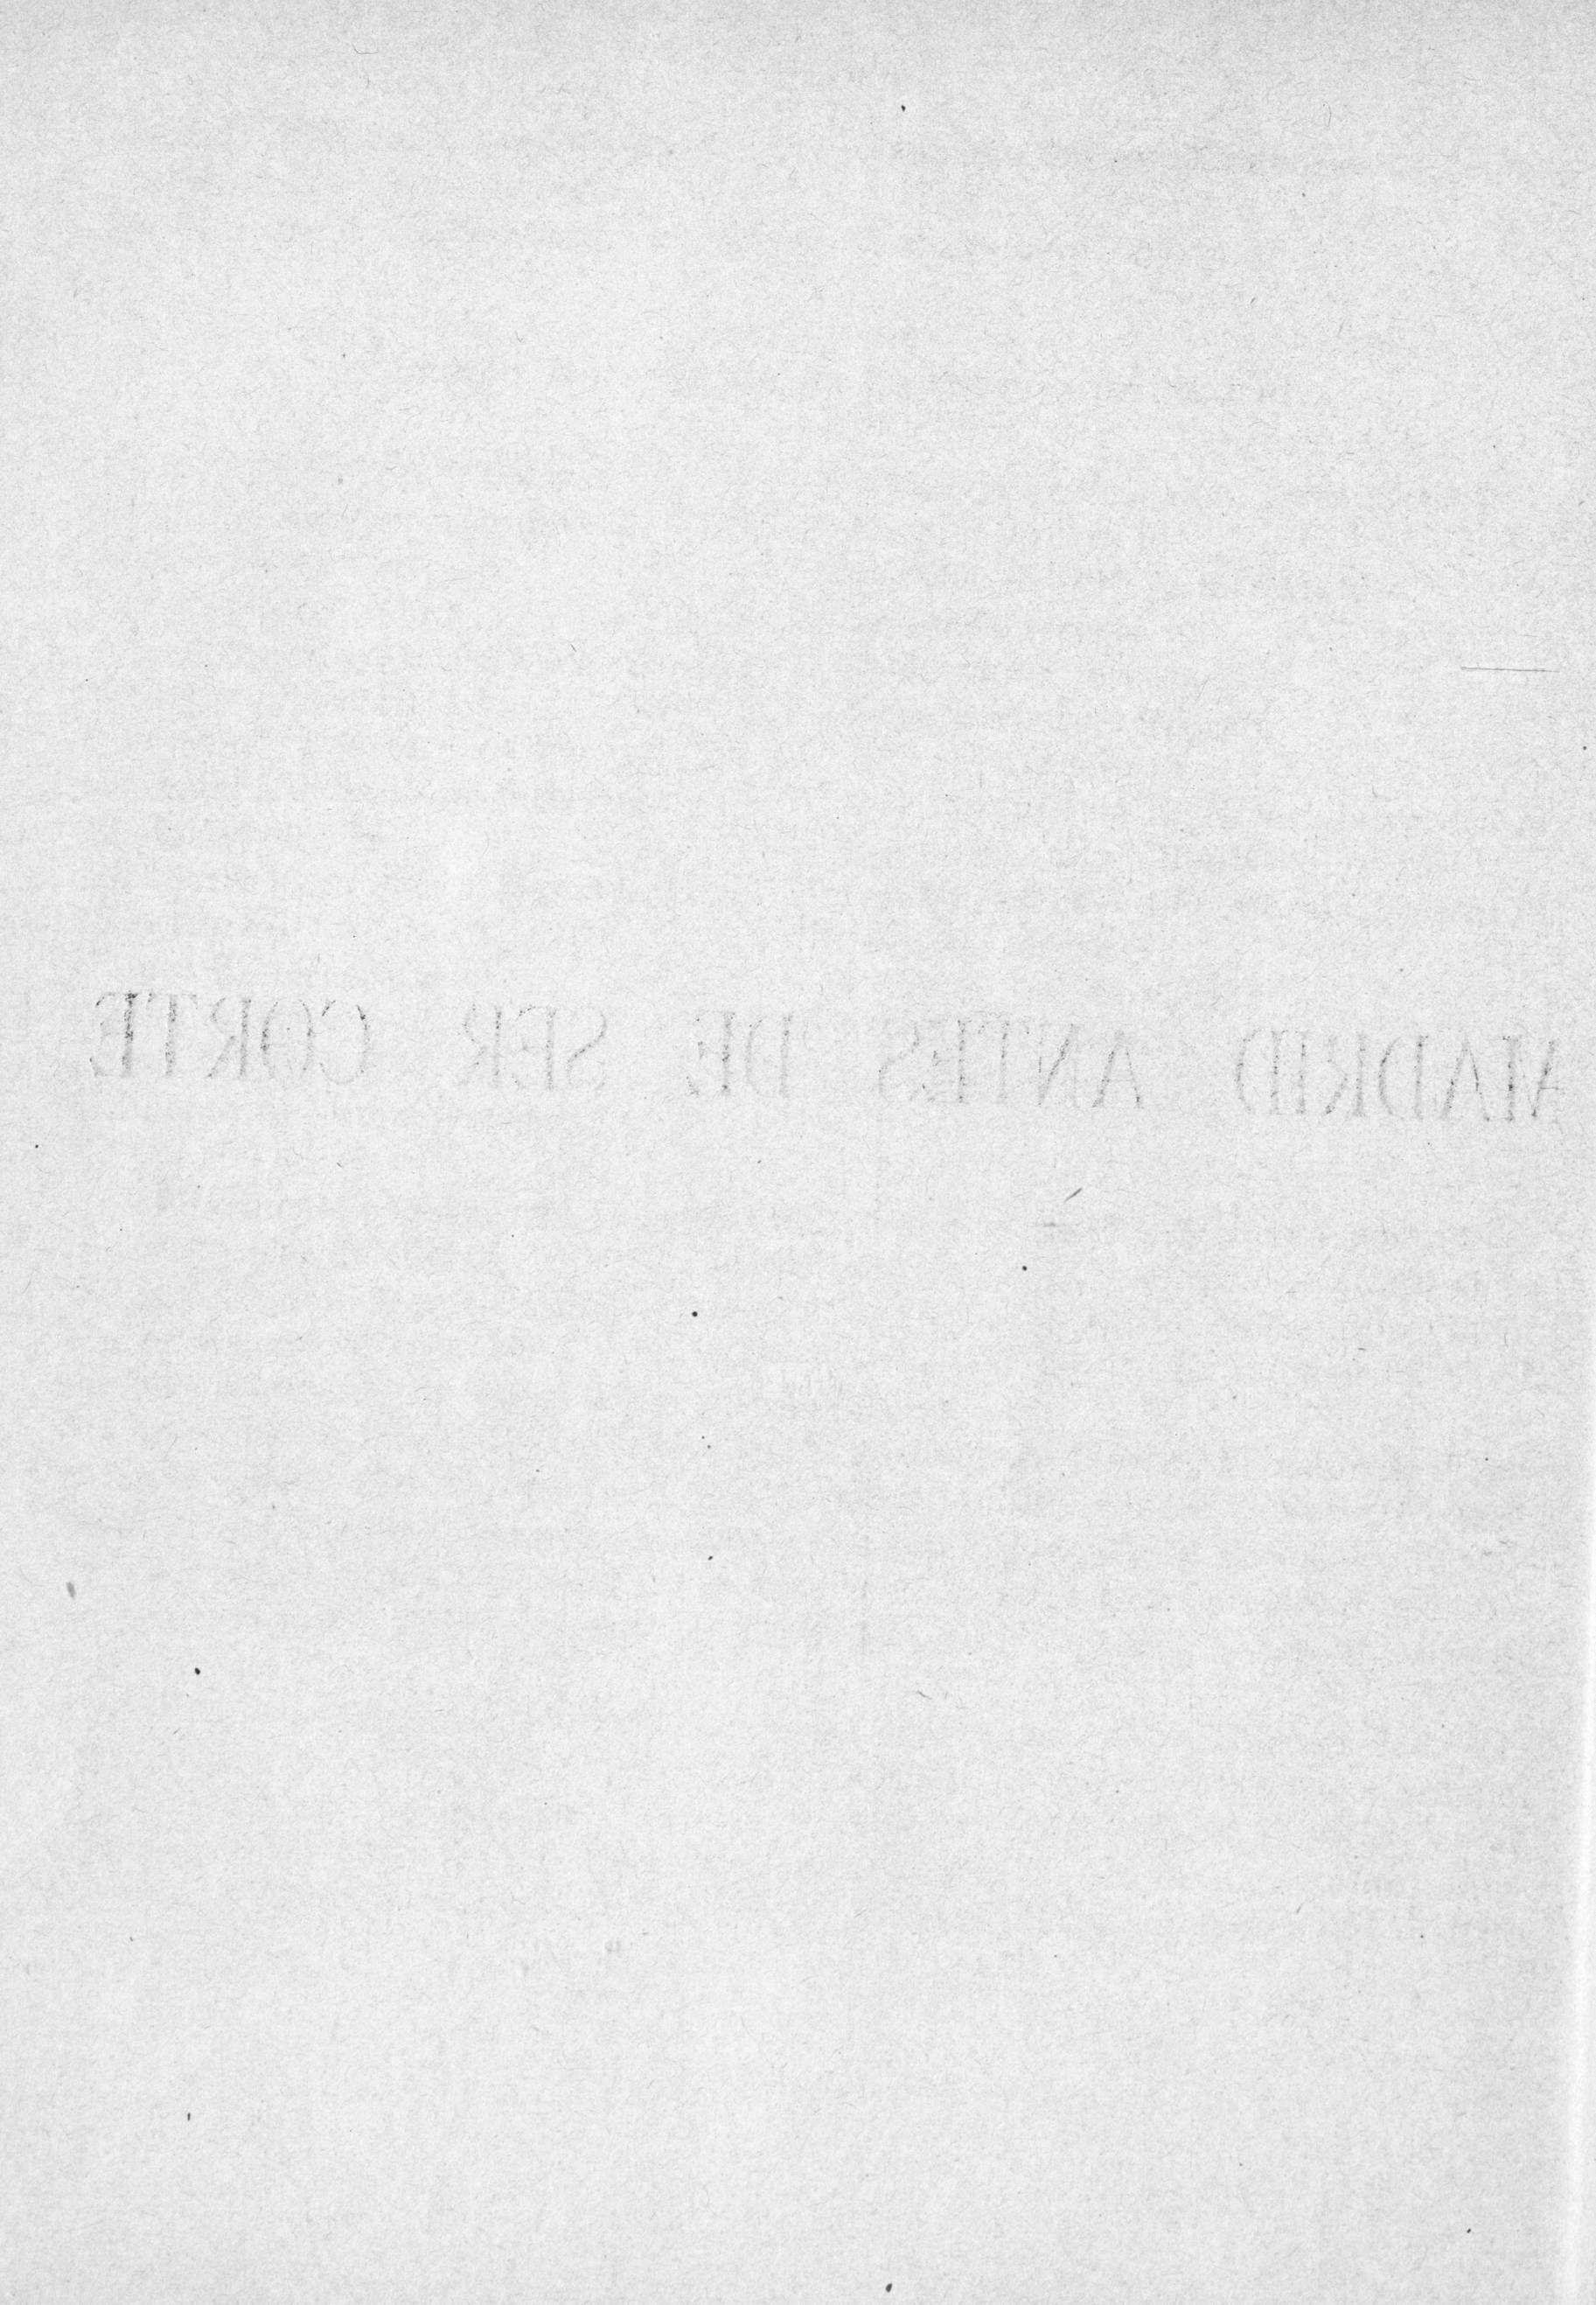 MADRID ANTES DE SER CORTE